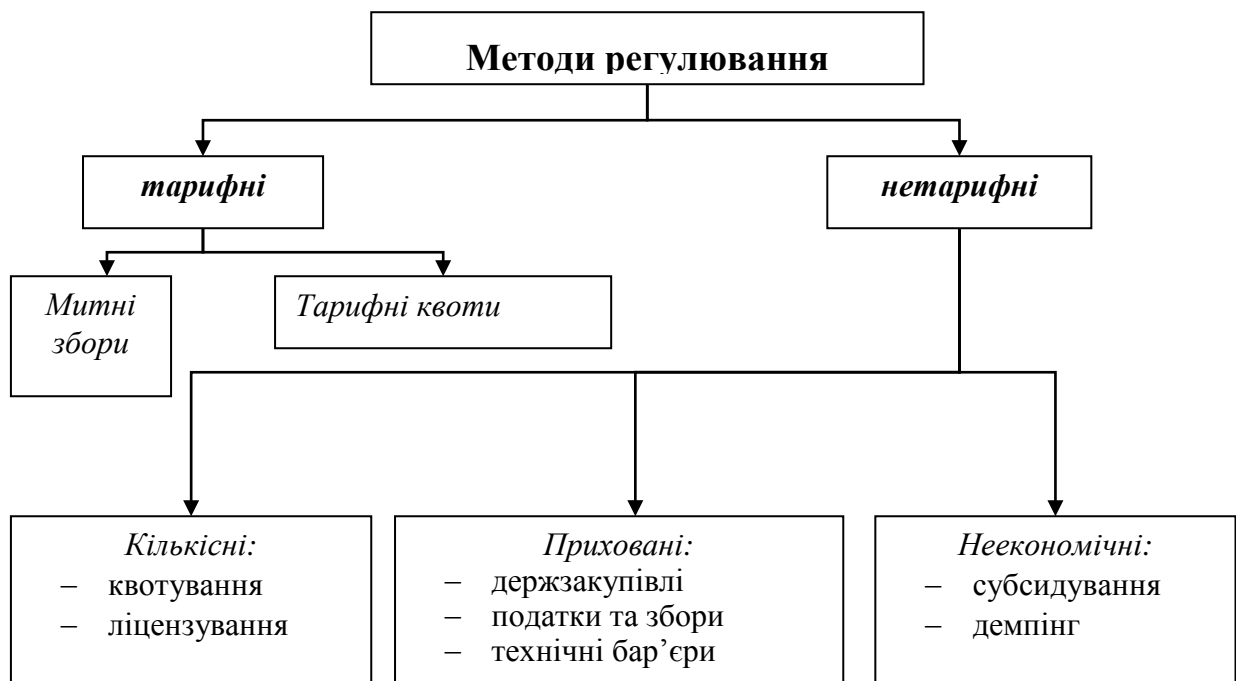 Методи регулювання
тарифні
нетарифні
Митні
збори
Тарифні квоти
Кількісні:
– квотування
– ліцензування
Приховані:
– держзакупівлі
– податки та збори
– технічні бар’єри
Неекономічні:
– субсидування
– демпінг